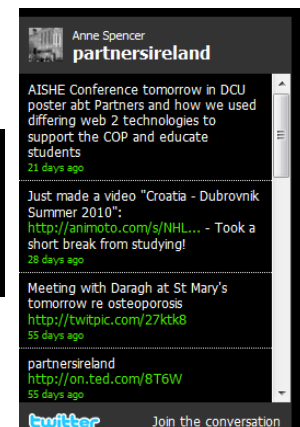 Anne Spencer
partnersireland
AISHE Conference tomorrow in DCU
poster abt Partners and how we used
differing web 2 technologies to
support the COP and educate
students
21 days ago
Just made a video "Croatia - Dubrovnik
Summer 2010":
http://animoto.com/s/NHL... - Took a
short break from studying!
28 days ago
Meeting with Daragh at St Mary's
tomorrow re osteoporosis
http://twitpic.com/27ktk8
55 days ago
partnersireland
http://on.ted.com/8T6W
55 days ago
twitter
Join the conversation